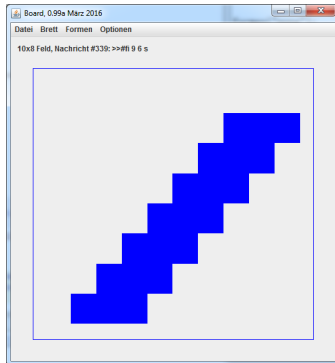 Board, 0.99a März 2016
Datei Brett Formen Optionen
10x8 Feld, Nachricht #339: >>#fi 9 6 s